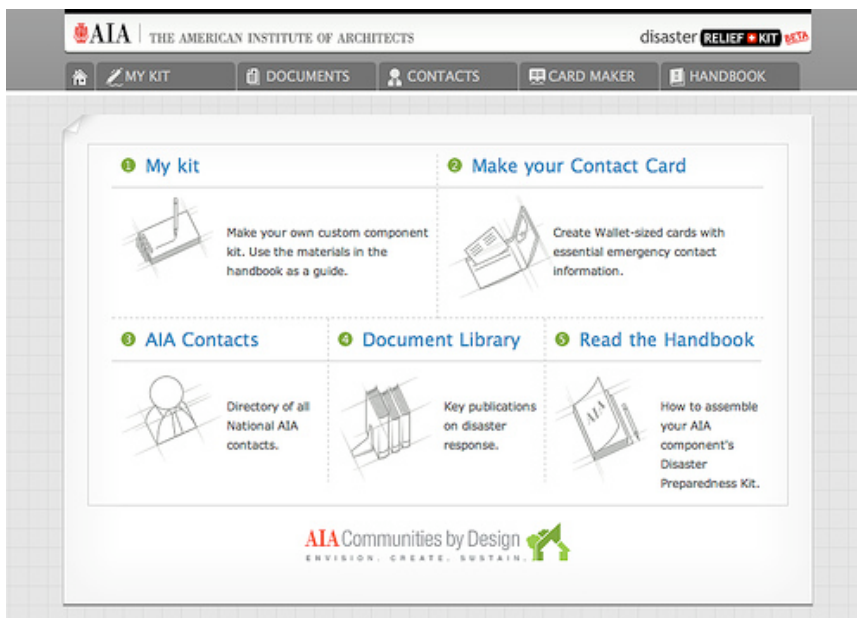 AIA THE AMERICAN INSTITUTE OF ARCHITECTS
disaster RELIEF KIT BETA
MY KIT DOCUMENTS CONTACTS CARD MAKER HANDBOOK
1 My kit
Make your own custom component
kit. Use the materials in the
handbook as a guide.
2 Make your Contact Card
Create Wallet-sized cards with
essential emergency contact
information.
3 AIA Contacts
Directory of all
National AIA
contacts.
4 Document Library
Key publications
on disaster
response.
5 Read the Handbook
AIA
How to assemble
your AIA
component's
Disaster
Preparedness Kit.
AIA Communities by Design
ENVISION. CREATE. SUSTAIN.